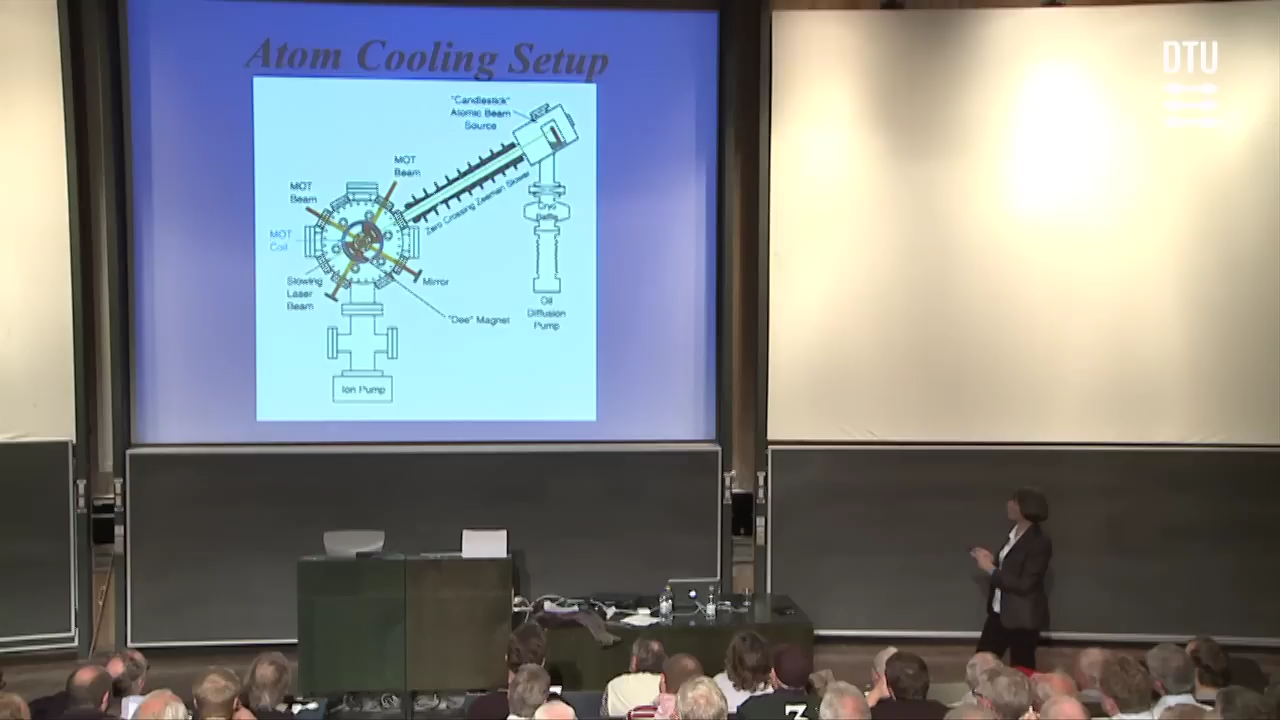 Atom Cooling Setup
DTU
"Candlestick"
Atomic Beam
Source
MOT
Beam
MOT
Beam
Zero Crossing Zeeman Slower
Cryo
Baffle
MOT
Coil
Slowing
Laser
Beam
Mirror
"Dee" Magnet
Oil
Diffusion
Pump
Ion Pump
3